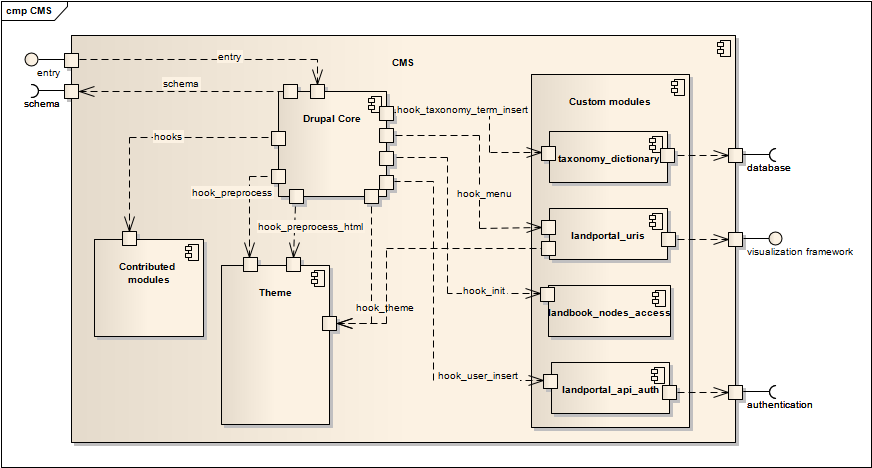 cmp CMS
CMS
entry
entry
schema
schema
Drupal Core
hook_taxonomy_term_insert
Custom modules
taxonomy_dictionary
database
hooks
hook_preprocess
hook_menu
hook_preprocess_html
landportal_uris
visualization framework
Contributed
modules
Theme
hook_init
hook_theme
landbook_nodes_access
hook_user_insert
landportal_api_auth
authentication